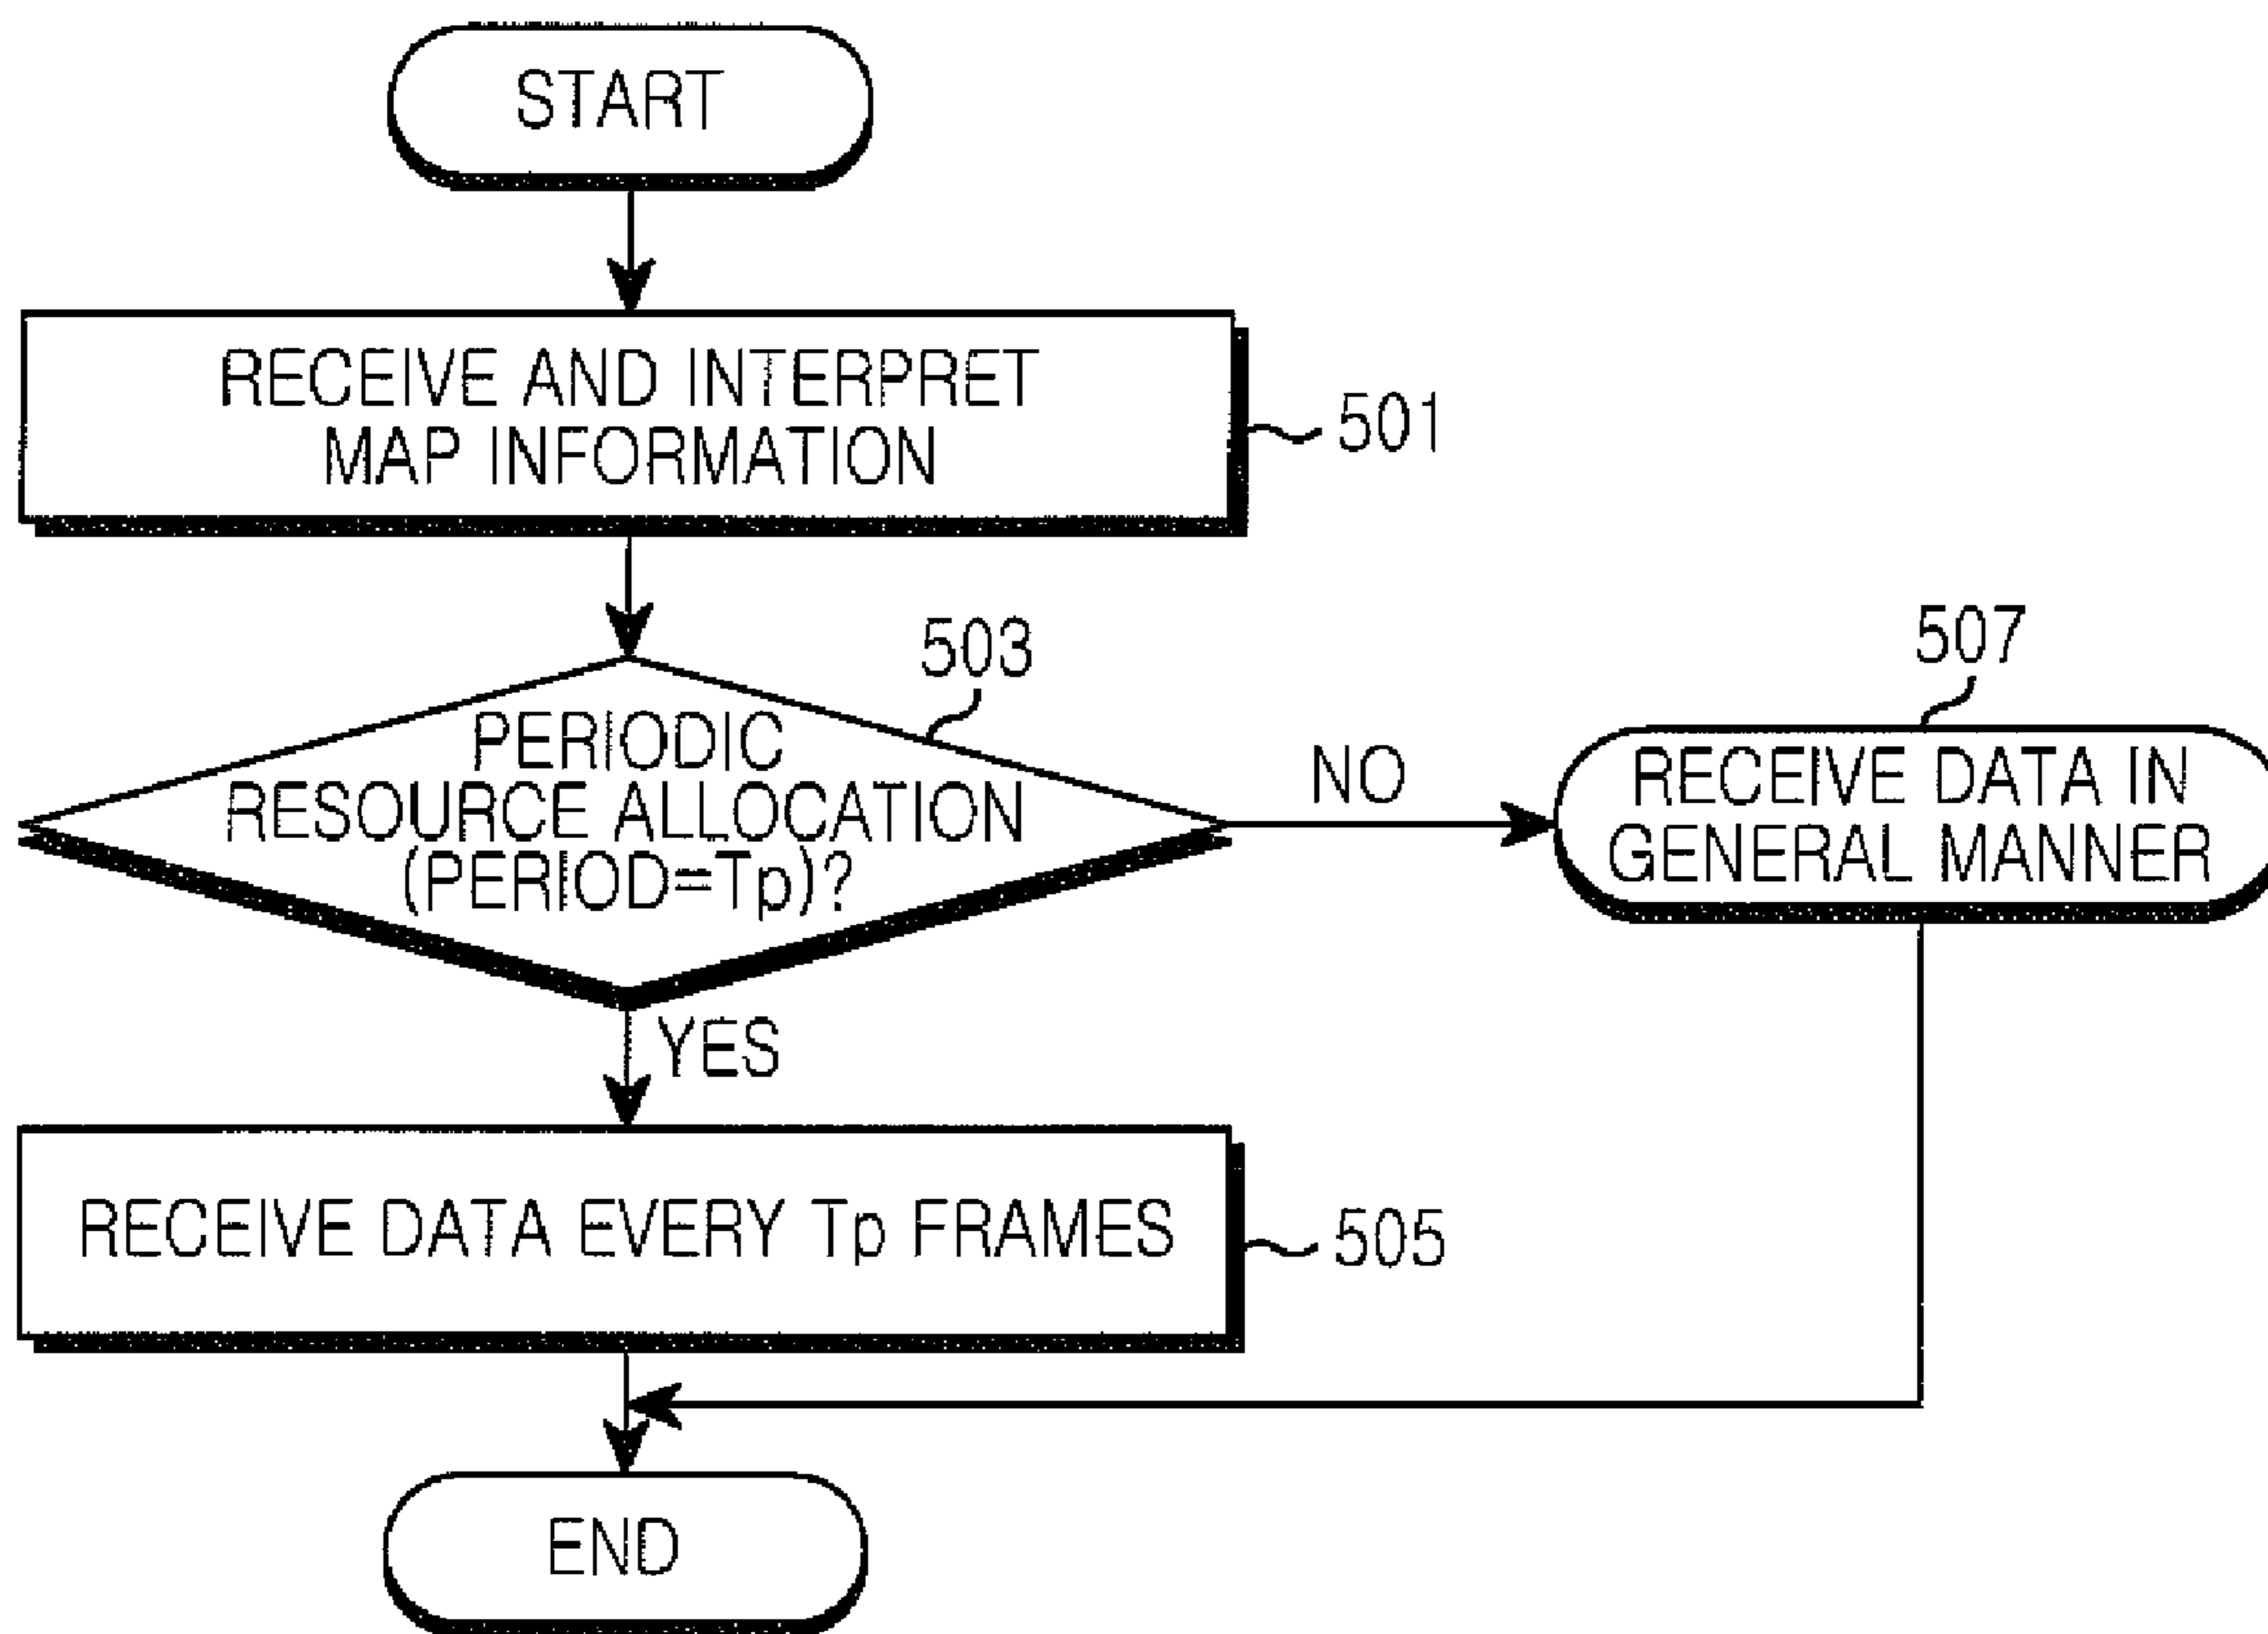 START
RECEIVE AND INTERPRET
MAP INFORMATION
501
503
PERIODIC
RESOURCE ALLOCATION
(PERIOD=Tp)?
NO
507
RECEIVE DATA IN
GENERAL MANNER
YES
RECEIVE DATA EVERY Tp FRAMES
505
END